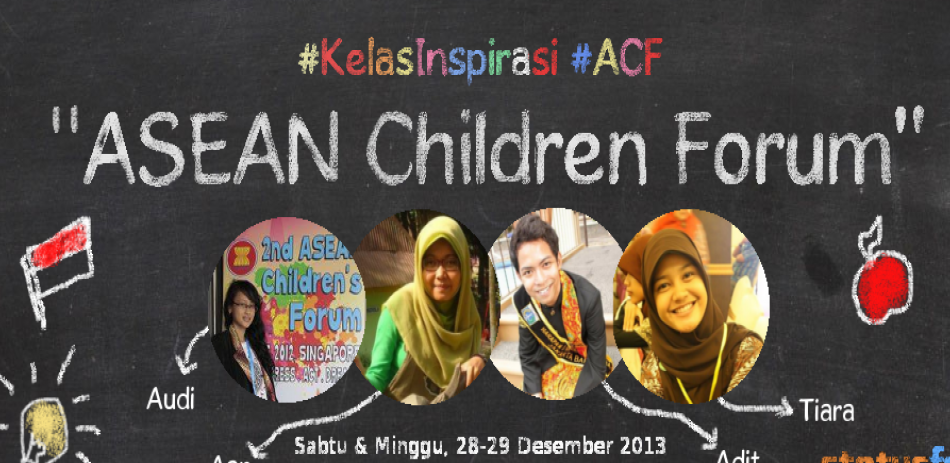 #KelasInspirasi #ACF
"ASEAN Children Forum"
2nd ASEAN
Children's
Forum
2012 SINGAPORE
Audi
Tiara
Sabtu & Minggu, 28-29 Desember 2013
Adit